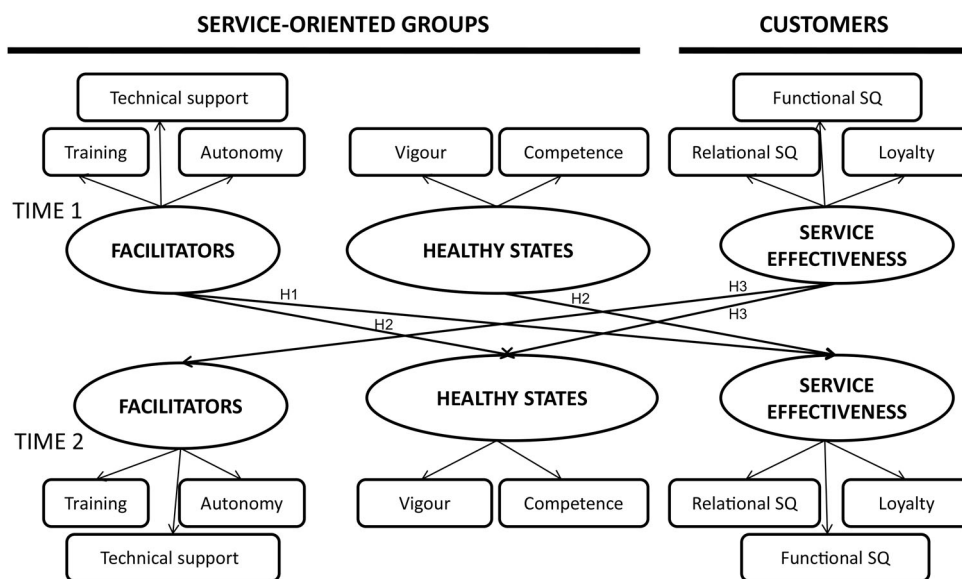 SERVICE-ORIENTED GROUPS
CUSTOMERS
Technical support
Functional SQ
Training
Autonomy
Vigour
Competence
Relational SQ
Loyalty
TIME 1
FACILITATORS
HEALTHY STATES
SERVICE
EFFECTIVENESS
H1
H2
H3
H2
H3
FACILITATORS
HEALTHY STATES
SERVICE
EFFECTIVENESS
TIME 2
Training
Autonomy
Vigour
Competence
Relational SQ
Loyalty
Technical support
Functional SQ